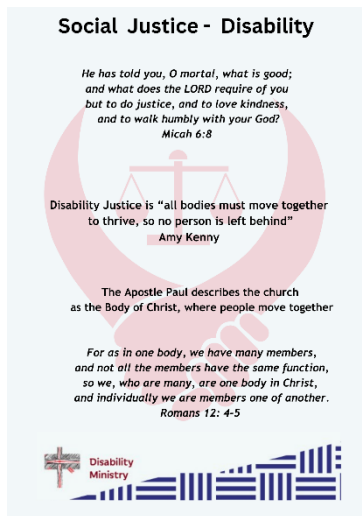 Social Justice - Disability
He has told you, O mortal, what is good;
and what does the LORD require of you
but to do justice, and to love kindness,
and to walk humbly with your God?
Micah 6:8
Disability Justice is “all bodies must move together
to thrive, so no person is left behind”
Amy Kenny
The Apostle Paul describes the church
as the Body of Christ, where people move together
For as in one body, we have many members,
and not all the members have the same function,
so we, who are many, are one body in Christ,
and individually we are members one of another.
Romans 12: 4-5
Disability
Ministry